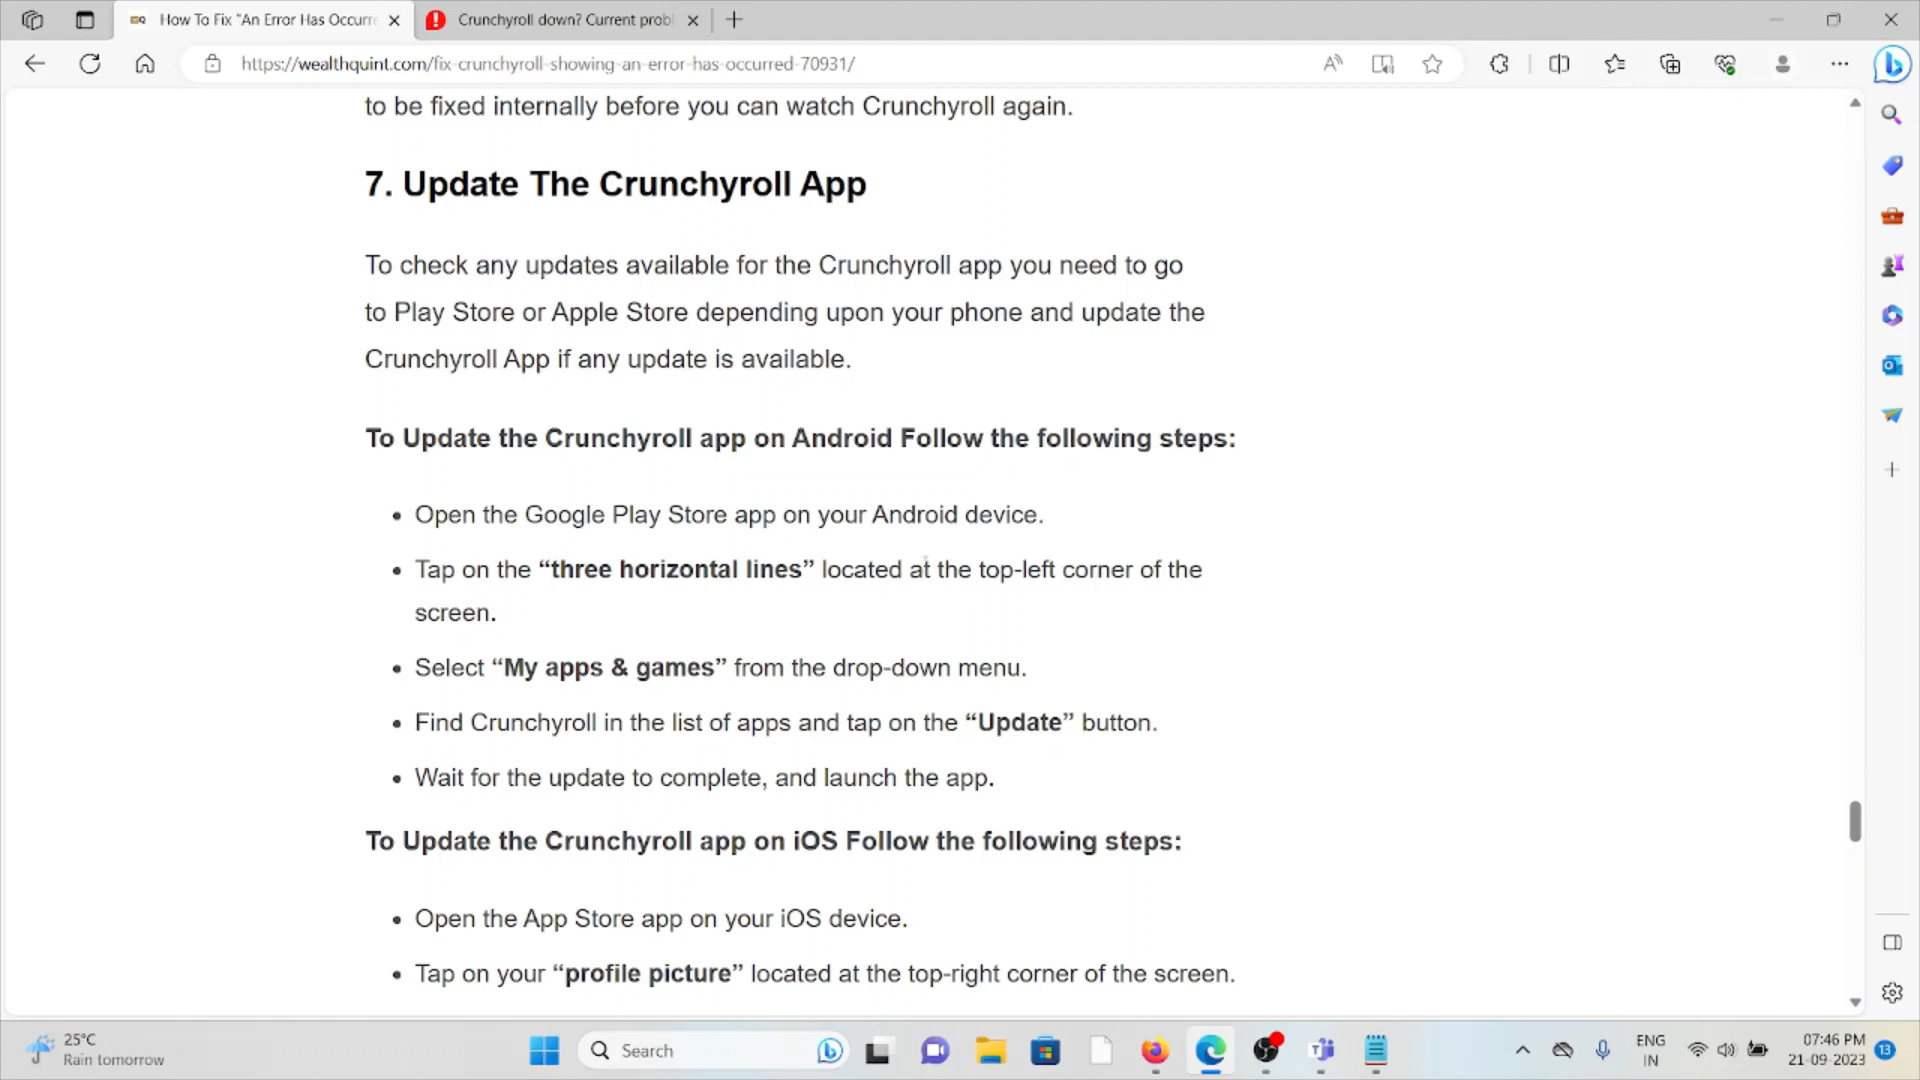 How To Fix "An Error Has Occurre
Crunchyroll down? Current probl
https://wealthquint.com/fix-crunchyroll-showing-an-error-has-occurred-70931/
to be fixed internally before you can watch Crunchyroll again.
7. Update The Crunchyroll App
To check any updates available for the Crunchyroll app you need to go
to Play Store or Apple Store depending upon your phone and update the
Crunchyroll App if any update is available.
To Update the Crunchyroll app on Android Follow the following steps:
• Open the Google Play Store app on your Android device.
• Tap on the “three horizontal lines” located at the top-left corner of the
screen.
• Select “My apps & games” from the drop-down menu.
• Find Crunchyroll in the list of apps and tap on the “Update” button.
• Wait for the update to complete, and launch the app.
To Update the Crunchyroll app on iOS Follow the following steps:
• Open the App Store app on your iOS device.
• Tap on your “profile picture” located at the top-right corner of the screen.
25°C
Rain tomorrow
Search
ENG
IN
07:46 PM
21-09-2023
13